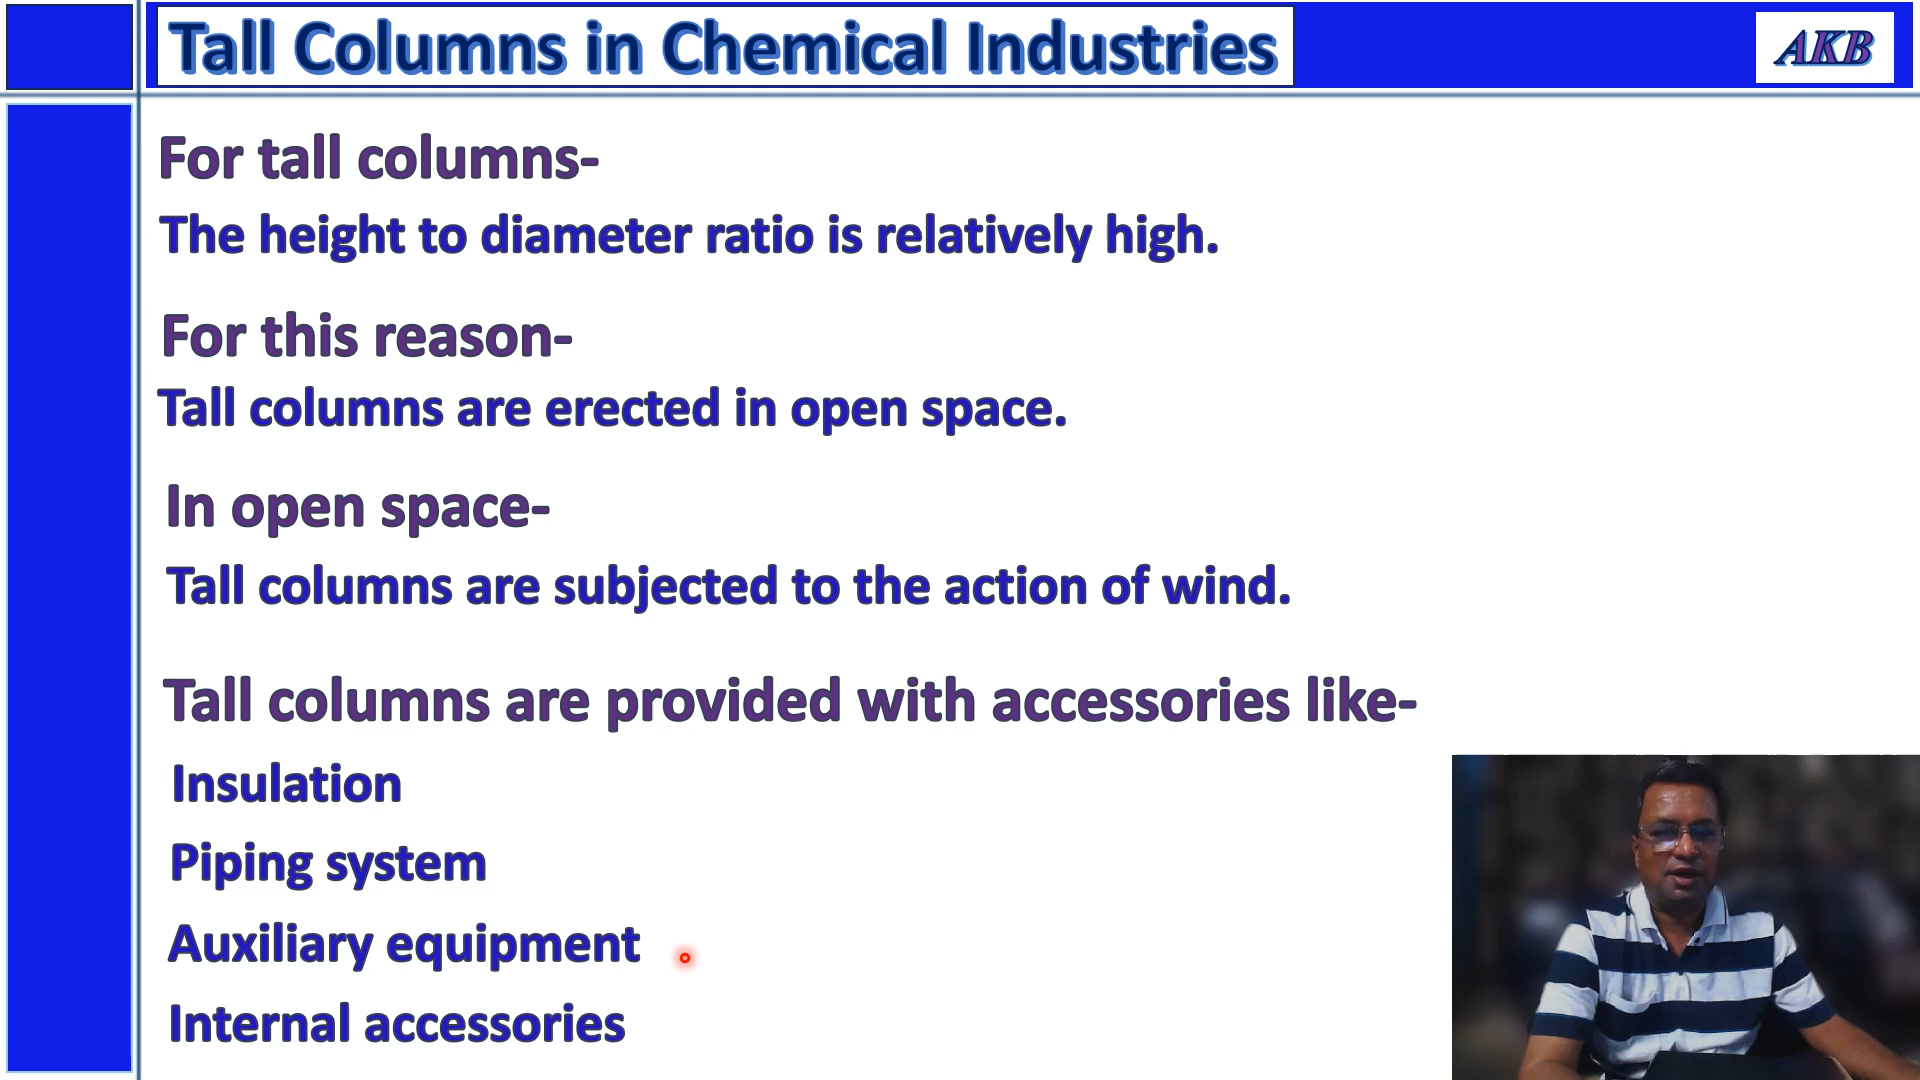 Tall Columns in Chemical Industries
AKB
For tall columns-
The height to diameter ratio is relatively high.
For this reason-
Tall columns are erected in open space.
In open space-
Tall columns are subjected to the action of wind.
Tall columns are provided with accessories like-
Insulation
Piping system
Auxiliary equipment
Internal accessories